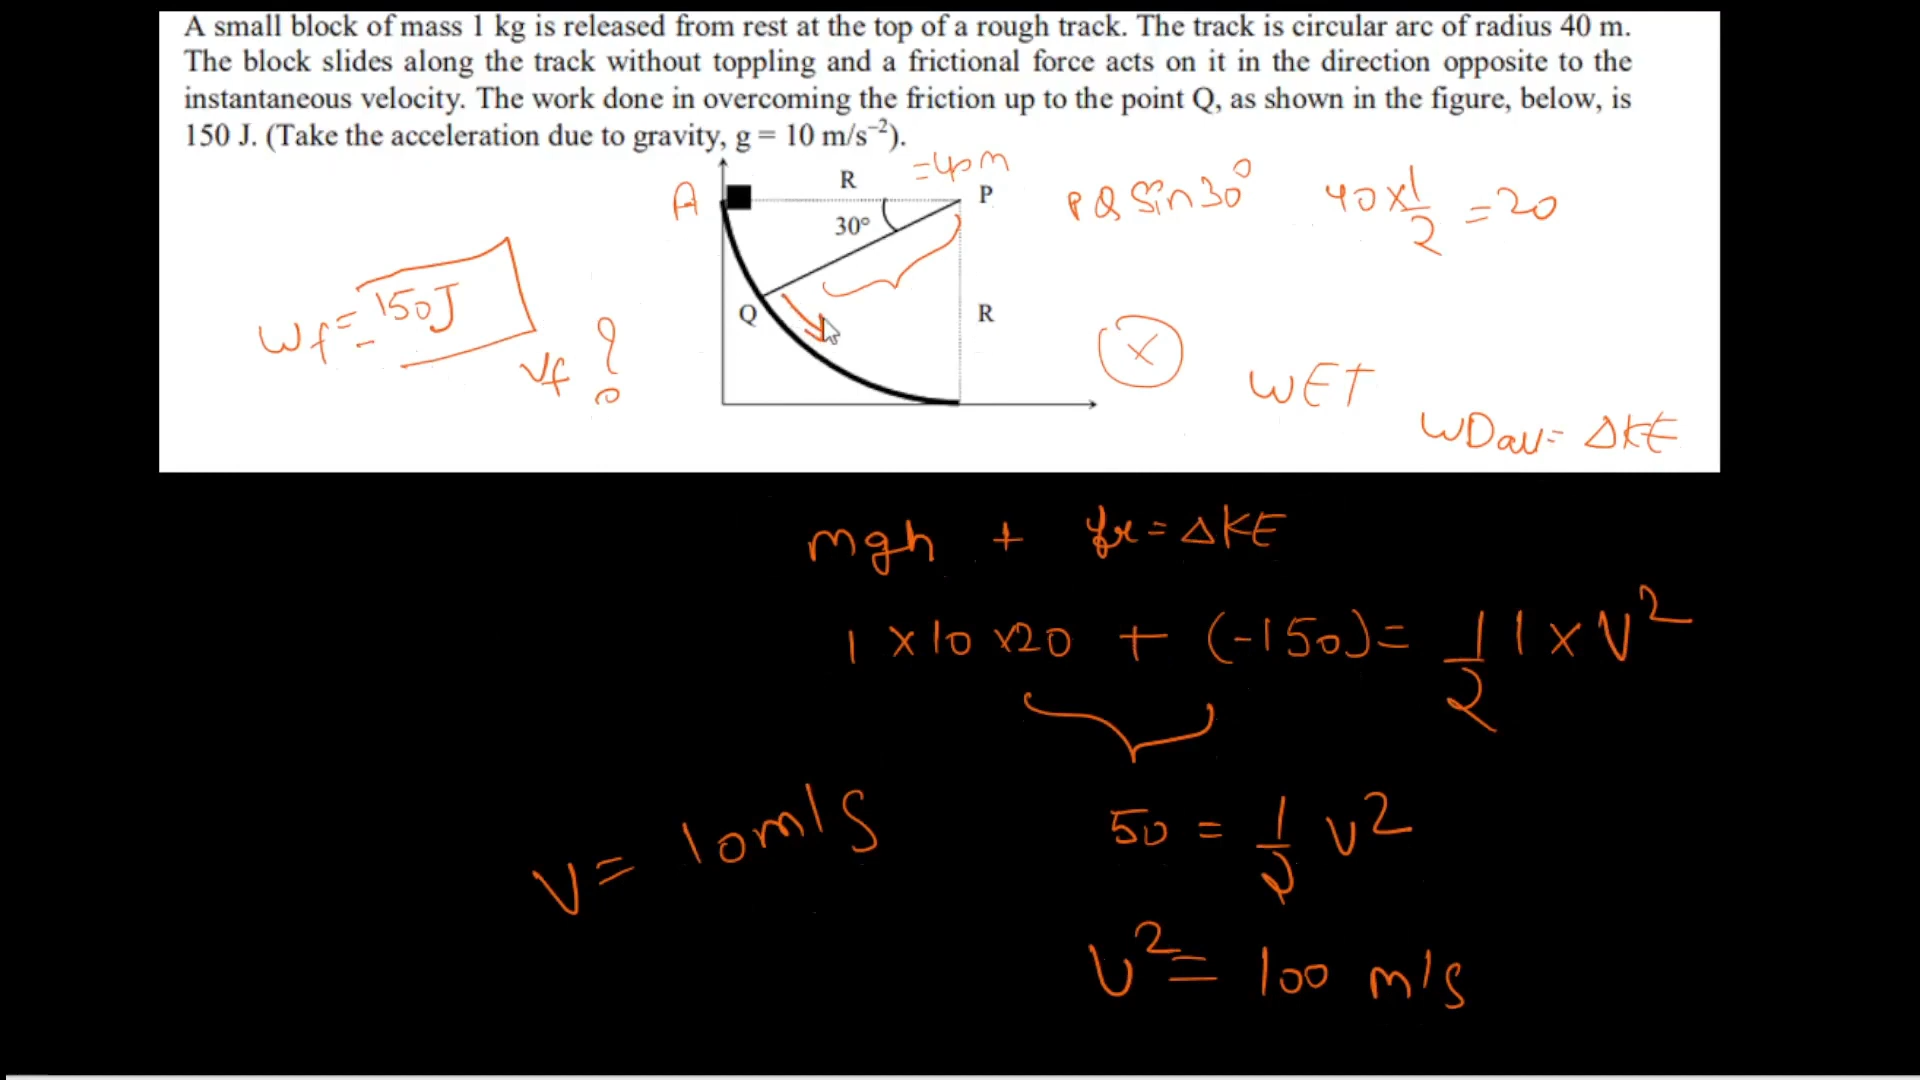 A small block of mass 1 kg is released from rest at the top of a rough track. The track is circular arc of radius 40 m.
The block slides along the track without toppling and a frictional force acts on it in the direction opposite to the
instantaneous velocity. The work done in overcoming the friction up to the point Q, as shown in the figure, below, is
150 J. (Take the acceleration due to gravity, g = 10 m/s⁻²).
R =40m
A P PQ Sin30° 40×1/2 =20
30°
Wf=-150J
Q R
Vf ?
X
WET
WDall= ΔKE
mgh + fr=ΔKE
1 ×10 ×20 + (-150)= 1/2 1×V²
50 = 1/2 V²
V= 10m/s
V²= 100 m/s